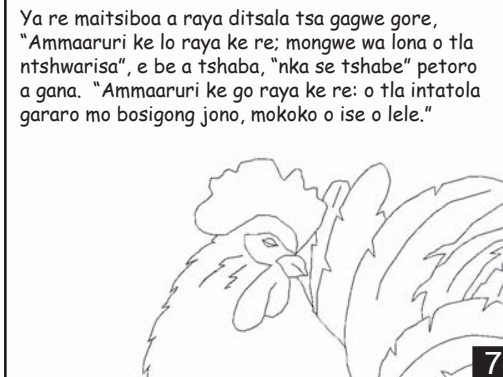 Ya re maitsiboa a raya ditsala tsa gagwe gore,
“Ammaaruri ke lo raya ke re; mongwe wa lona o tla
ntshwarisa”, e be a tshaba, “nka se tshabe” petoro
a gana. “Ammaaruri ke go raya ke re: o tla intatola
gararo mo bosigong jono, mokoko o ise o lele.”
7